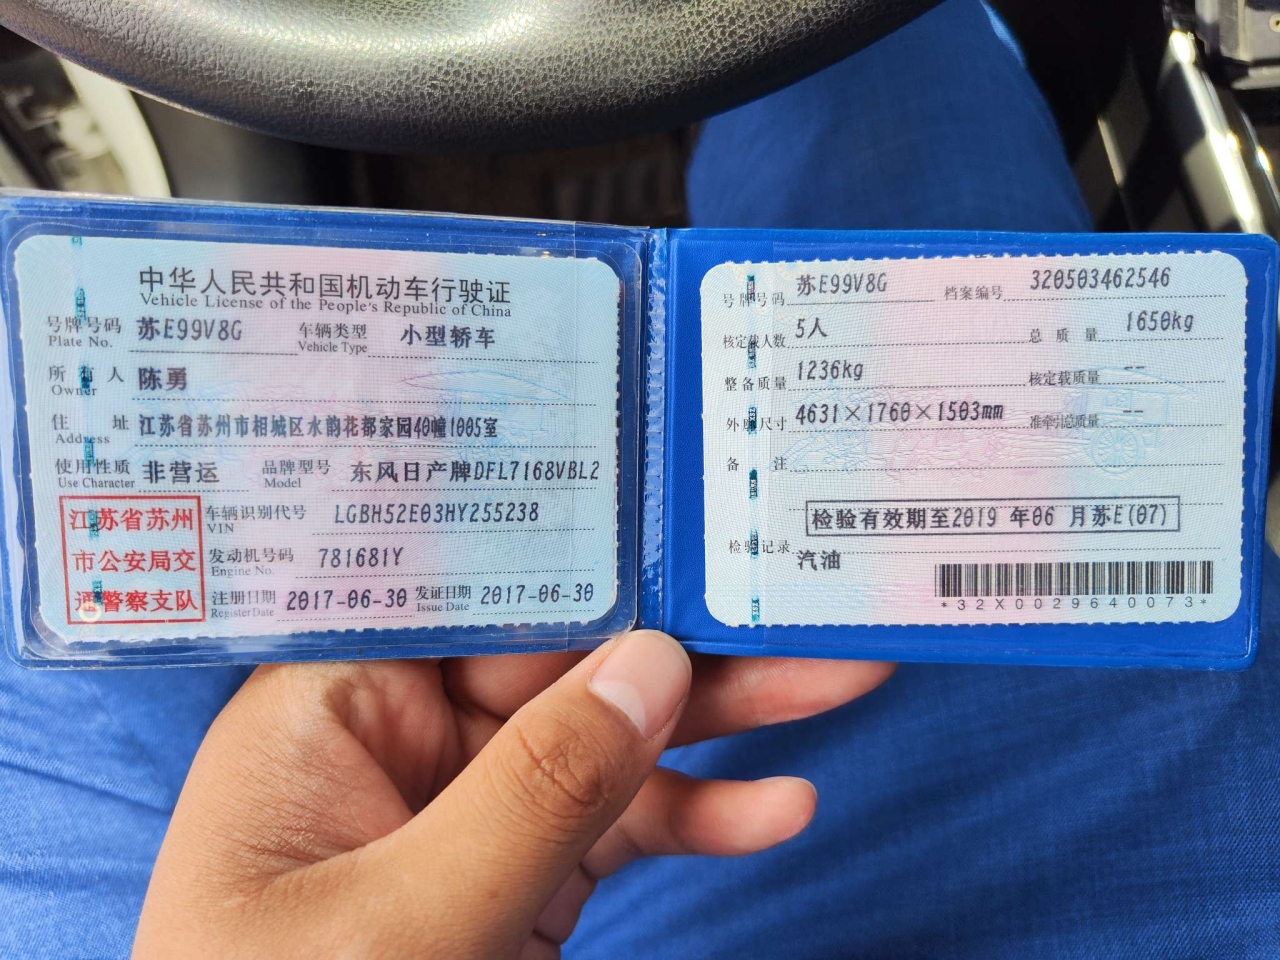 中华人民共和国机动车行驶证
Vehicle License of the People's Republic of China
号牌号码 苏E99V8G 车辆类型 小型轿车
Plate No. Vehicle Type
所有人 陈勇
Owner
住址 江苏省苏州市相城区水韵花都家园40幢1005室
Address
使用性质 非营运 品牌型号 东风日产牌DFL7168VBL2
Use Character Model
江苏省苏州
市公安局交
通警察支队
车辆识别代号 LGBH52E03HY255238
VIN
发动机号码 781681Y
Engine No.
注册日期 2017-06-30 发证日期 2017-06-30
Register Date Issue Date
号牌号码 苏E99V8G 档案编号 320503462546
核定载人数 5人 总质量 1650kg
整备质量 1236kg 核定载质量 --
外廓尺寸 4631×1760×1503mm 准牵引总质量 --
备注
检验有效期至2019 年06 月苏E(07)
检验记录
汽油
*32X0029640073*